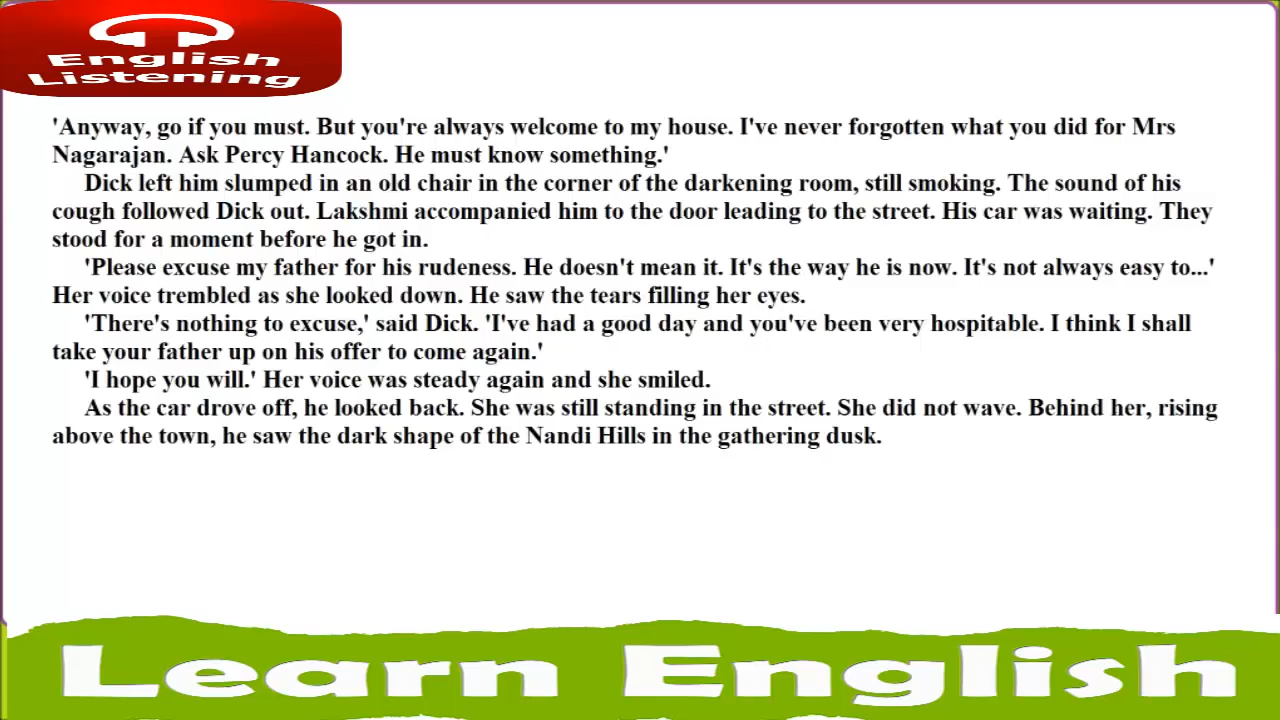 English
Listening
'Anyway, go if you must. But you're always welcome to my house. I've never forgotten what you did for Mrs
Nagarajan. Ask Percy Hancock. He must know something.'
Dick left him slumped in an old chair in the corner of the darkening room, still smoking. The sound of his
cough followed Dick out. Lakshmi accompanied him to the door leading to the street. His car was waiting. They
stood for a moment before he got in.
'Please excuse my father for his rudeness. He doesn't mean it. It's the way he is now. It's not always easy to...'
Her voice trembled as she looked down. He saw the tears filling her eyes.
'There's nothing to excuse,' said Dick. 'I've had a good day and you've been very hospitable. I think I shall
take your father up on his offer to come again.'
'I hope you will.' Her voice was steady again and she smiled.
As the car drove off, he looked back. She was still standing in the street. She did not wave. Behind her, rising
above the town, he saw the dark shape of the Nandi Hills in the gathering dusk.
Learn English